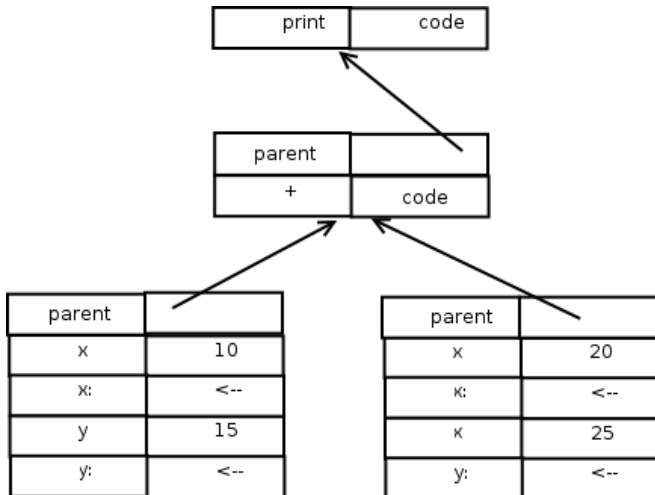 print code
parent
+ code
parent
x 10
x: <--
y 15
y: <--
parent
x 20
x: <--
x 25
y: <--